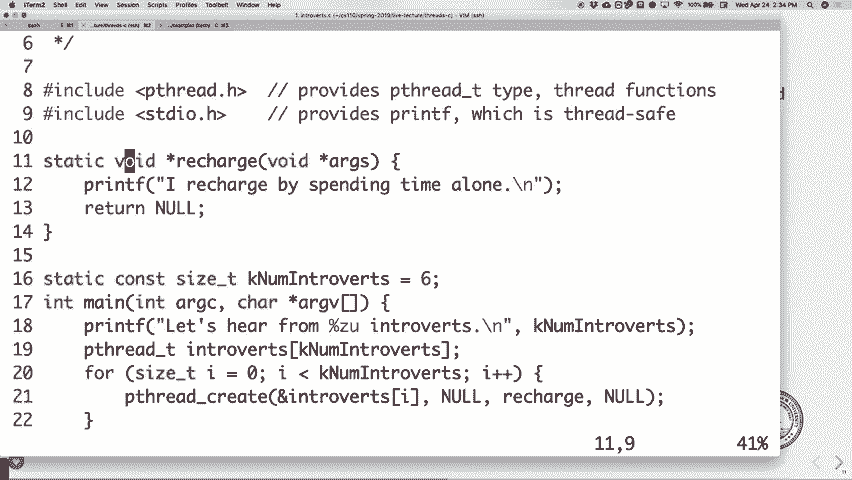 iTerm2 Shell Edit View Session Scripts Profiles Toolbelt Window Help 100% Wed Apr 24 2:34 PM
1. introverts.c (~/cs110/spring-2019/live-lecture/threads-c) - VIM (ssh)
6 */
7
8 #include <pthread.h> // provides pthread_t type, thread functions
9 #include <stdio.h> // provides printf, which is thread-safe
10
11 static void *recharge(void *args) {
12 printf("I recharge by spending time alone.\n");
13 return NULL;
14 }
15
16 static const size_t kNumIntroverts = 6;
17 int main(int argc, char *argv[]) {
18 printf("Let's hear from %zu introverts.\n", kNumIntroverts);
19 pthread_t introverts[kNumIntroverts];
20 for (size_t i = 0; i < kNumIntroverts; i++) {
21 pthread_create(&introverts[i], NULL, recharge, NULL);
22 }
11,9 41%